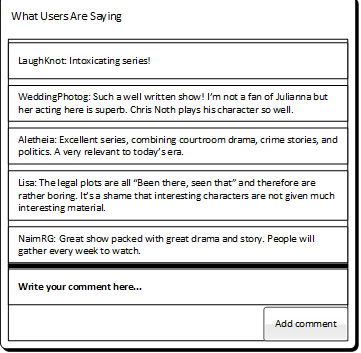 What Users Are Saying
LaughKnot: Intoxicating series!
WeddingPhotog: Such a well written show! I'm not a fan of Julianna but
her acting here is superb. Chris Noth plays his character so well.
Aletheia: Excellent series, combining courtroom drama, crime stories, and
politics. A very relevant to today's era.
Lisa: The legal plots are all “Been there, seen that” and therefore are
rather boring. It's a shame that interesting characters are not given much
interesting material.
NaimRG: Great show packed with great drama and story. People will
gather every week to watch.
Write your comment here...
Add comment